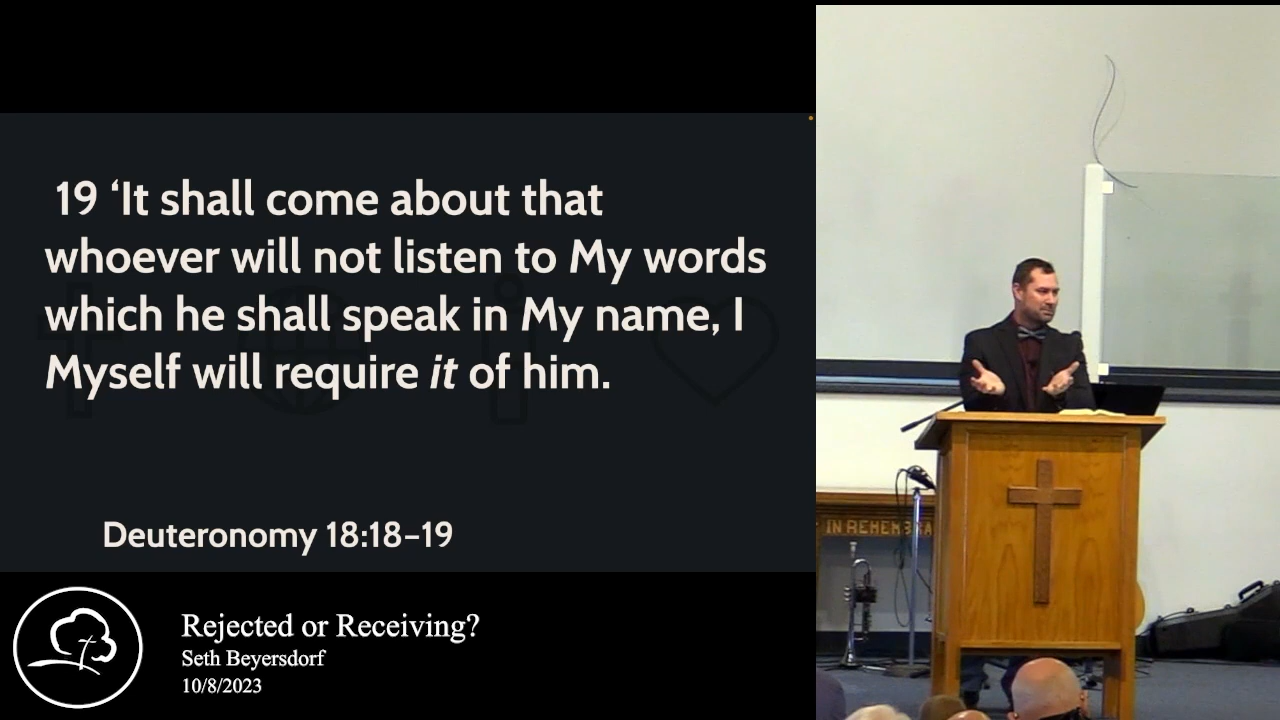 19 ‘It shall come about that
whoever will not listen to My words
which he shall speak in My name, I
Myself will require it of him.
Deuteronomy 18:18–19
Rejected or Receiving?
Seth Beyersdorf
10/8/2023
IN REMEMBRA